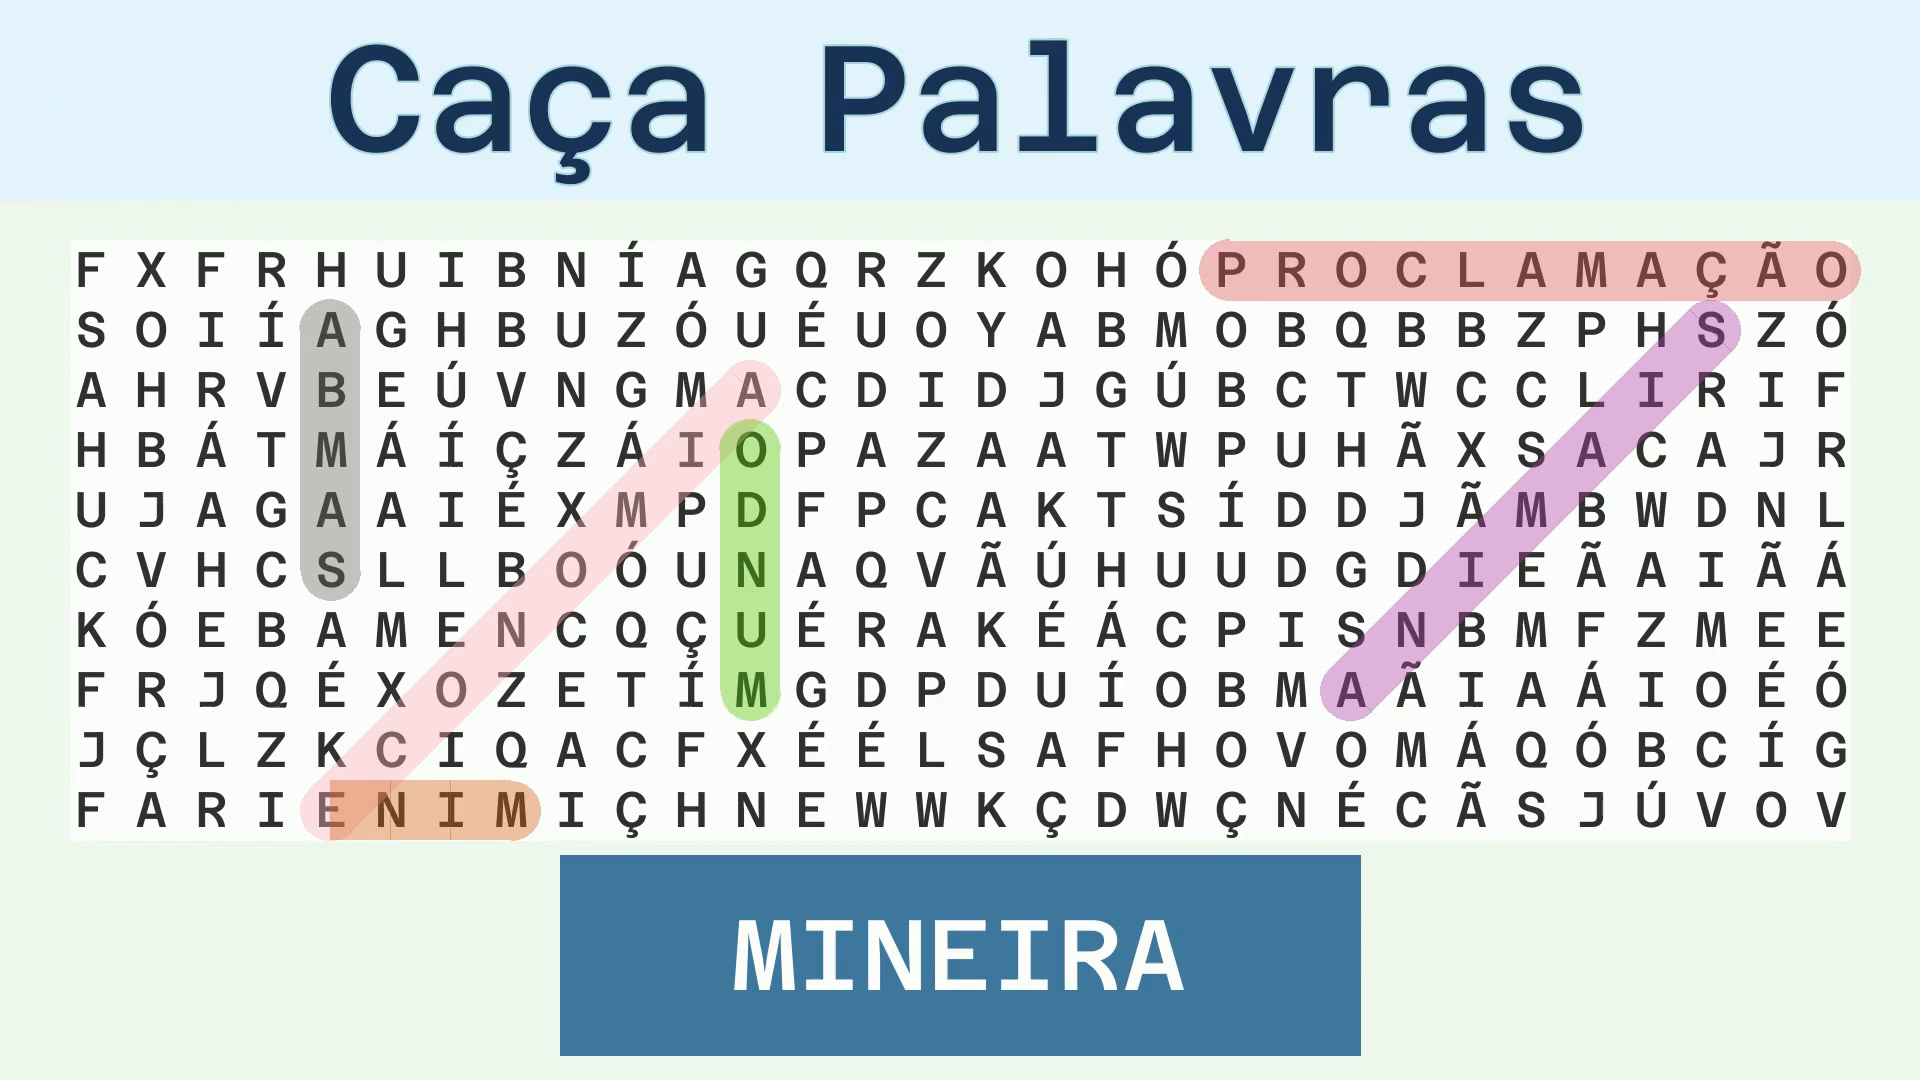 Caça Palavras
F X F R H U I B N Í A G Q R Z K O H Ó P R O C L A M A Ç Ã O
S O I Í A G H B U Z Ó U É U O Y A B M O B Q B B Z P H S Z Ó
A H R V B E Ú V N G M A C D I D J G Ú B C T W C C L I R I F
H B Á T M Á Í Ç Z Á I O P A Z A A T W P U H Ã X S A C A J R
U J A G A A I É X M P D F P C A K T S Í D D J Ã M B W D N L
C V H C S L L B O Ó U N A Q V Ã Ú H U U D G D I E Ã A I Ã Á
K Ó E B A M E N C Q Ç U É R A K É Á C P I S N B M F Z M E E
F R J Q É X O Z E T Í M G D P D U Í O B M A Ã I A Á I O É Ó
J Ç L Z K C I Q A C F X É É L S A F H O V O M Á Q Ó B C Í G
F A R I E N I M I Ç H N E W W K Ç D W Ç N É C Ã S J Ú V O V
MINEIRA